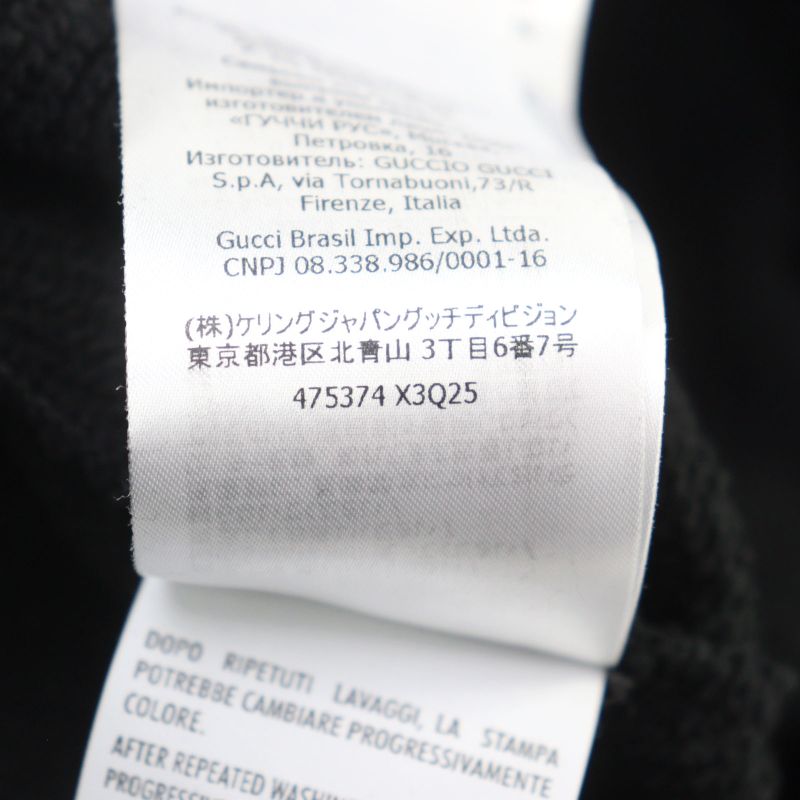 Импортер и
изготовителем
«ГУЧЧИ РУС», Москва
Петровка, 16
Изготовитель: GUCCIO GUCCI
S.p.A, via Tornabuoni,73/R
Firenze, Italia
Gucci Brasil Imp. Exp. Ltda.
CNPJ 08.338.986/0001-16
(株)ケリングジャパングッチディビジョン
東京都港区北青山 3丁目6番7号
475374 X3Q25
DOPO RIPETUTI LAVAGGI, LA STAMPA
POTREBBE CAMBIARE PROGRESSIVAMENTE
COLORE.
AFTER REPEATED